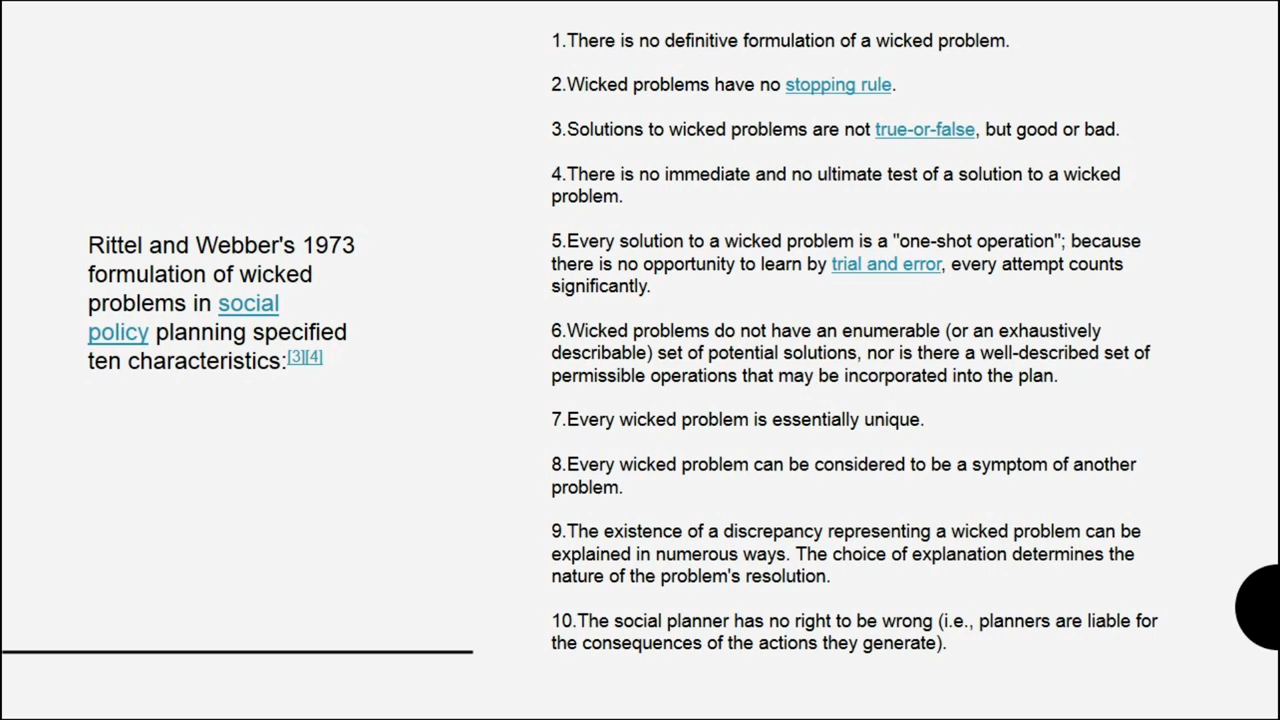 Rittel and Webber's 1973
formulation of wicked
problems in social
policy planning specified
ten characteristics:[3][4]
1.There is no definitive formulation of a wicked problem.
2.Wicked problems have no stopping rule.
3.Solutions to wicked problems are not true-or-false, but good or bad.
4.There is no immediate and no ultimate test of a solution to a wicked
problem.
5.Every solution to a wicked problem is a "one-shot operation"; because
there is no opportunity to learn by trial and error, every attempt counts
significantly.
6.Wicked problems do not have an enumerable (or an exhaustively
describable) set of potential solutions, nor is there a well-described set of
permissible operations that may be incorporated into the plan.
7.Every wicked problem is essentially unique.
8.Every wicked problem can be considered to be a symptom of another
problem.
9.The existence of a discrepancy representing a wicked problem can be
explained in numerous ways. The choice of explanation determines the
nature of the problem's resolution.
10.The social planner has no right to be wrong (i.e., planners are liable for
the consequences of the actions they generate).